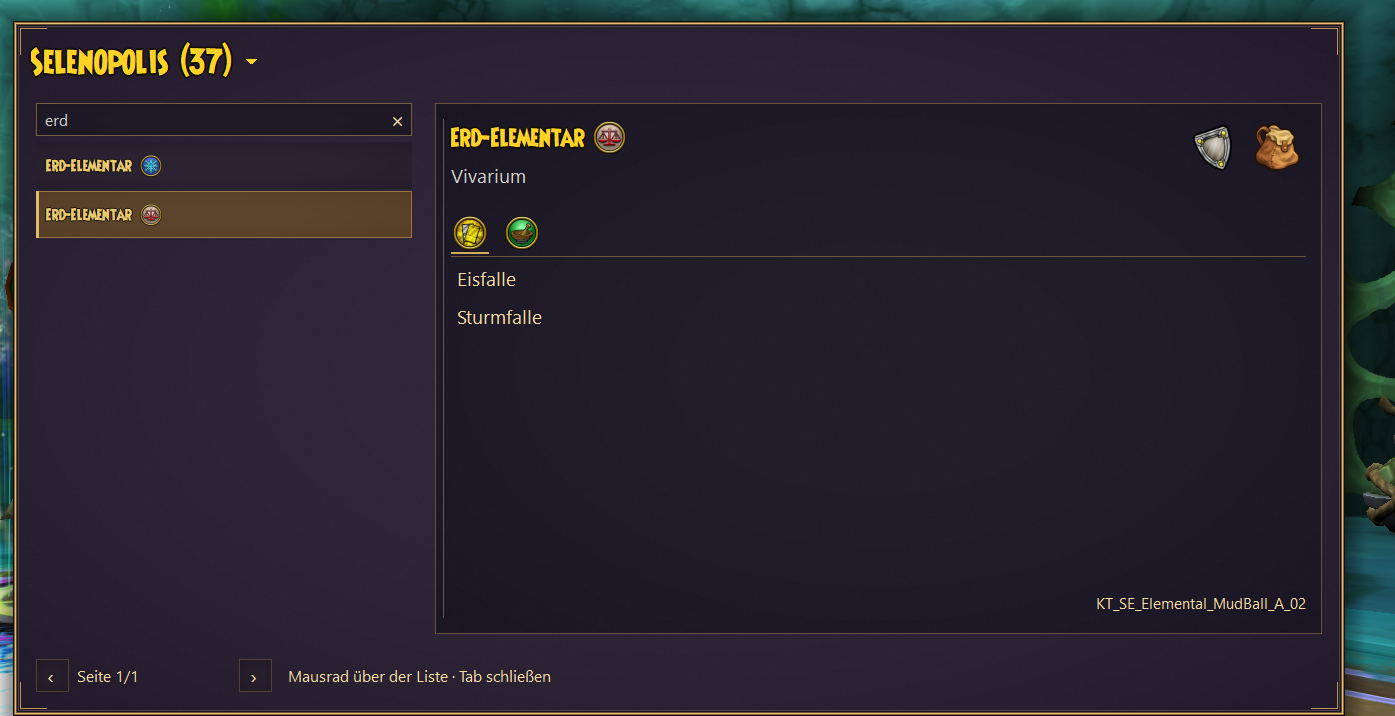 Selenopolis (37)
erd
×
Erd-Elementar
Erd-Elementar
Erd-Elementar
Vivarium
Eisfalle
Sturmfalle
KT_SE_Elemental_MudBall_A_02
‹ Seite 1/1 › Mausrad über der Liste · Tab schließen